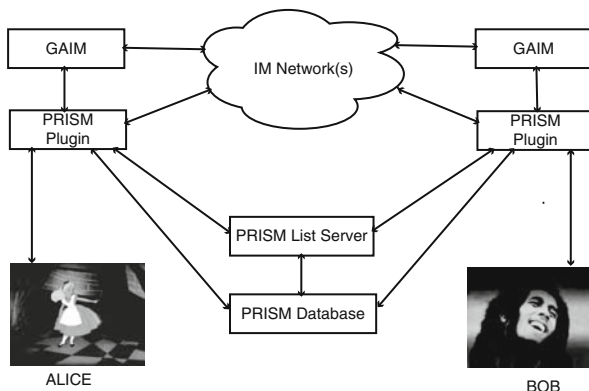 GAIM
IM Network(s)
GAIM
PRISM
Plugin
PRISM
Plugin
PRISM List Server
PRISM Database
ALICE
BOB